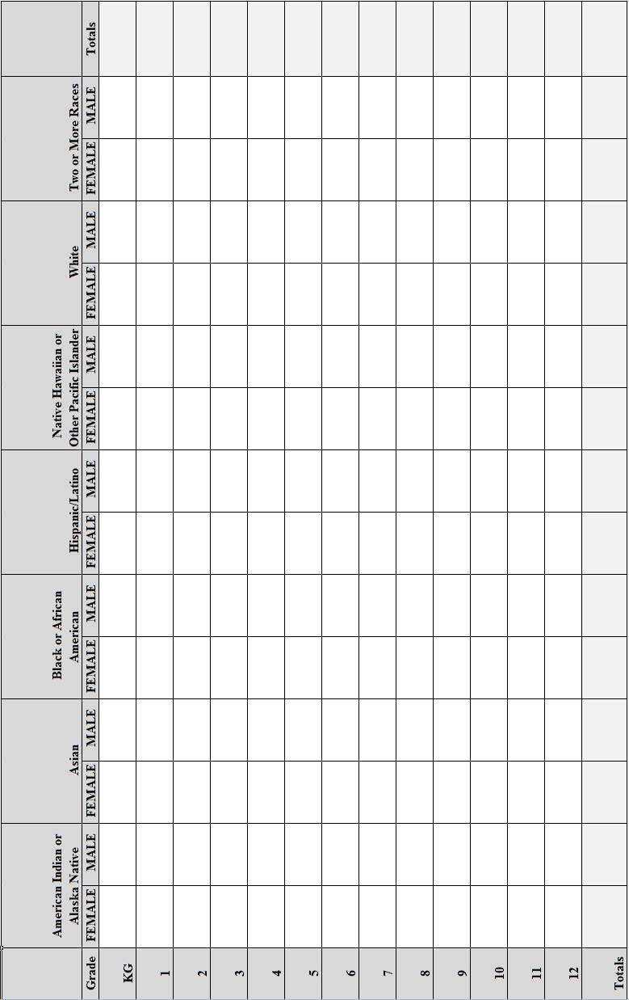 American Indian or
Alaska Native
Asian
Black or African
American
Hispanic/Latino
Native Hawaiian or
Other Pacific Islander
White
Two or More Races
Grade FEMALE MALE FEMALE MALE FEMALE MALE FEMALE MALE FEMALE MALE FEMALE MALE FEMALE MALE Totals
KG
1
2
3
4
5
6
7
8
9
10
11
12
Totals